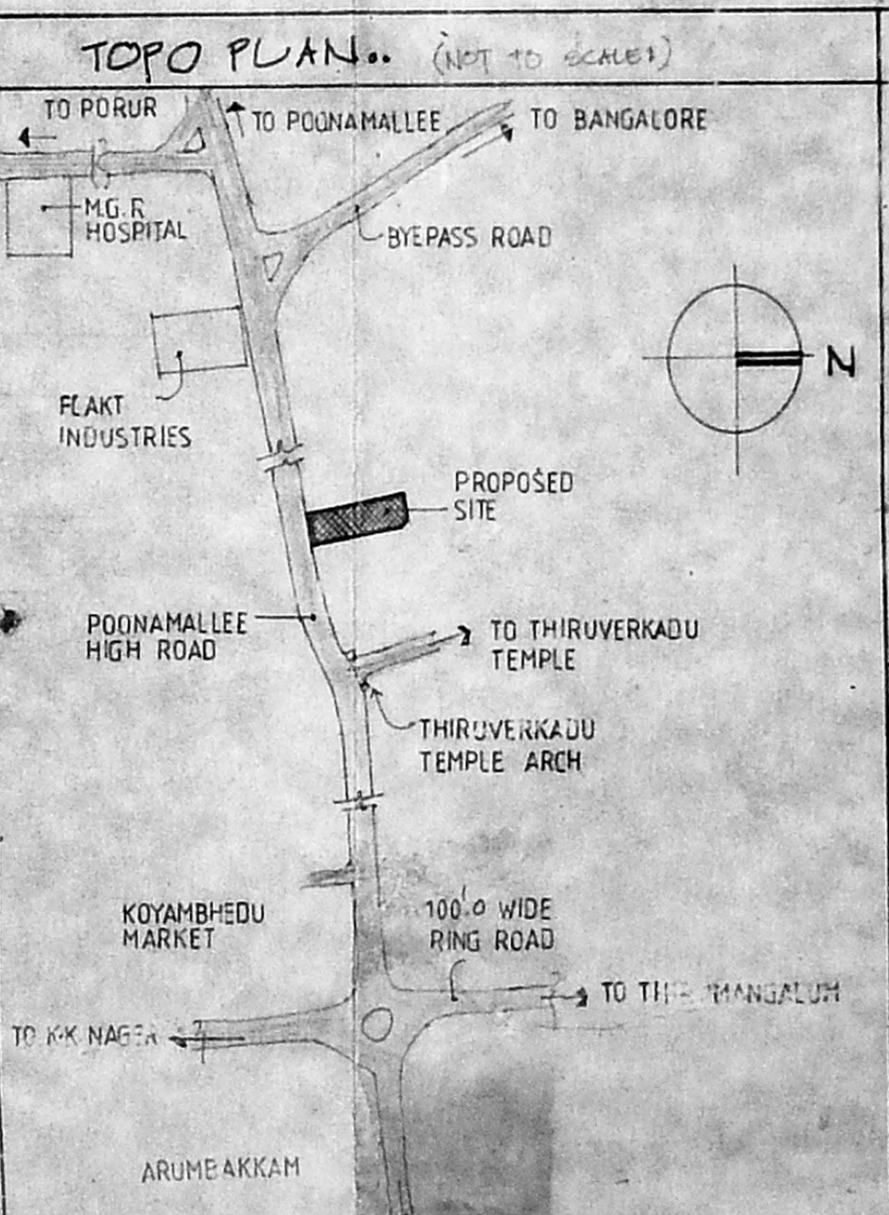 TOPO PLAN.. (NOT TO SCALE)
TO PORUR
TO POONAMALLEE
TO BANGALORE
M.G.R
HOSPITAL
BYEPASS ROAD
N
FLAKT
INDUSTRIES
PROPOSED
SITE
POONAMALLEE
HIGH ROAD
TO THIRUVERKADU
TEMPLE
THIRUVERKADU
TEMPLE ARCH
KOYAMBHEDU
MARKET
100'.0 WIDE
RING ROAD
TO
TO K.K NAGER
ARUMBAKKAM